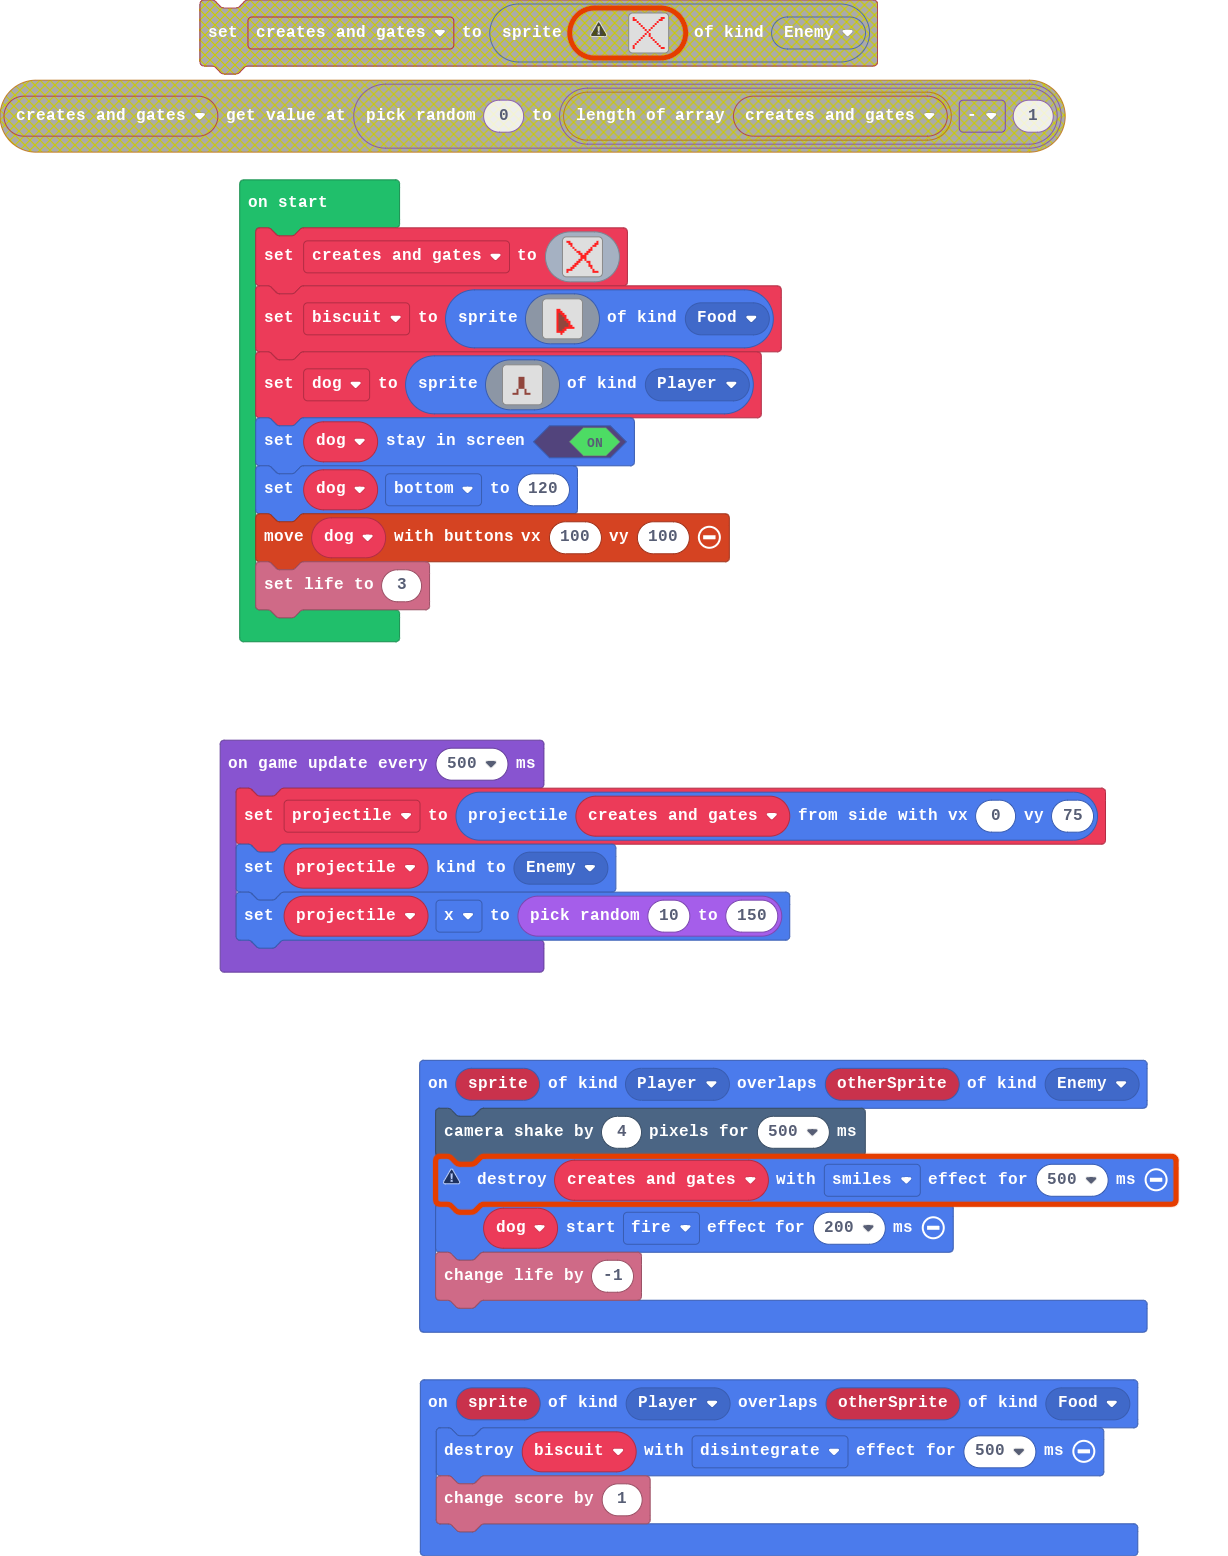 set creates and gates to sprite of kind Enemy
creates and gates get value at pick random 0 to length of array creates and gates - 1
on start
set creates and gates to
set biscuit to sprite of kind Food
set dog to sprite of kind Player
set dog stay in screen ON
set dog bottom to 120
move dog with buttons vx 100 vy 100
set life to 3
on game update every 500 ms
set projectile to projectile creates and gates from side with vx 0 vy 75
set projectile kind to Enemy
set projectile x to pick random 10 to 150
on sprite of kind Player overlaps otherSprite of kind Enemy
camera shake by 4 pixels for 500 ms
destroy creates and gates with smiles effect for 500 ms
dog start fire effect for 200 ms
change life by -1
on sprite of kind Player overlaps otherSprite of kind Food
destroy biscuit with disintegrate effect for 500 ms
change score by 1